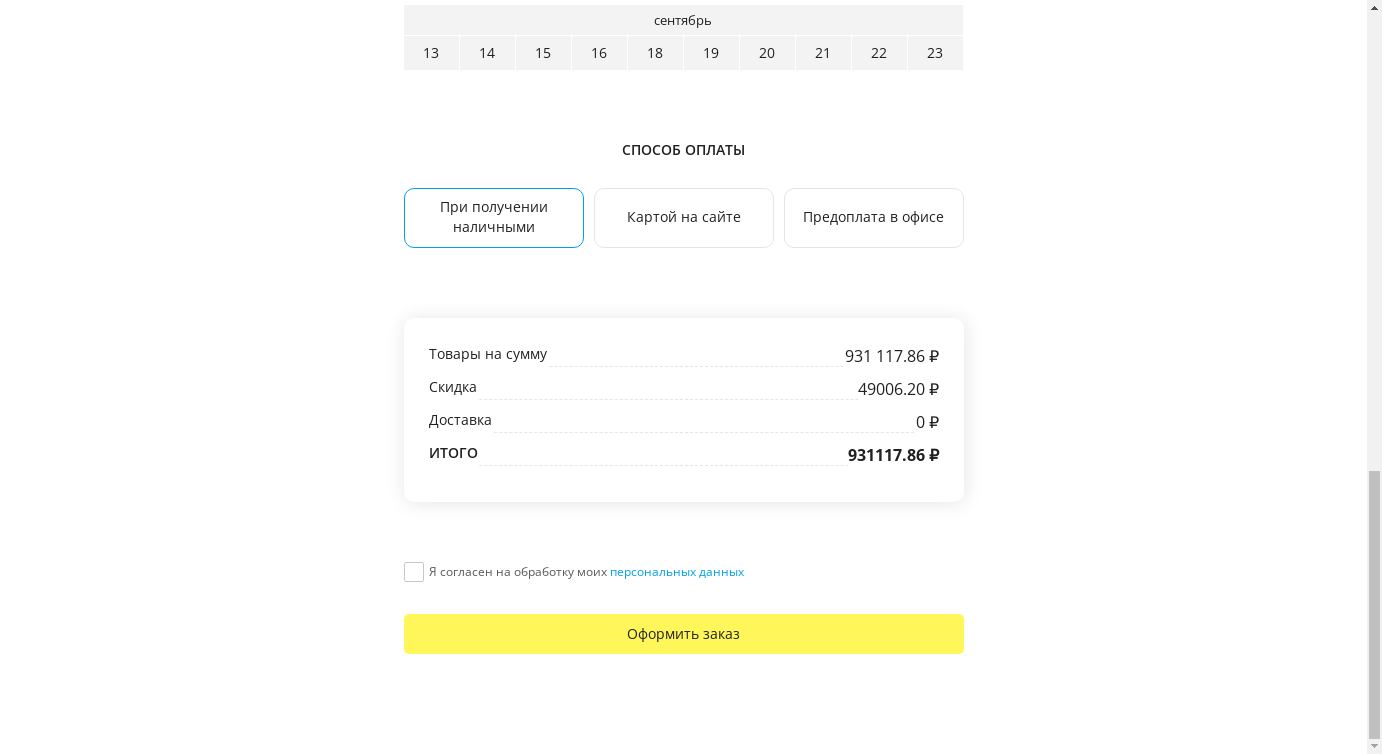 сентябрь
13 14 15 16 18 19 20 21 22 23
СПОСОБ ОПЛАТЫ
При получении
наличными
Картой на сайте
Предоплата в офисе
Товары на сумму 931 117.86 ₽
Скидка 49006.20 ₽
Доставка 0 ₽
ИТОГО 931117.86 ₽
Я согласен на обработку моих персональных данных
Оформить заказ